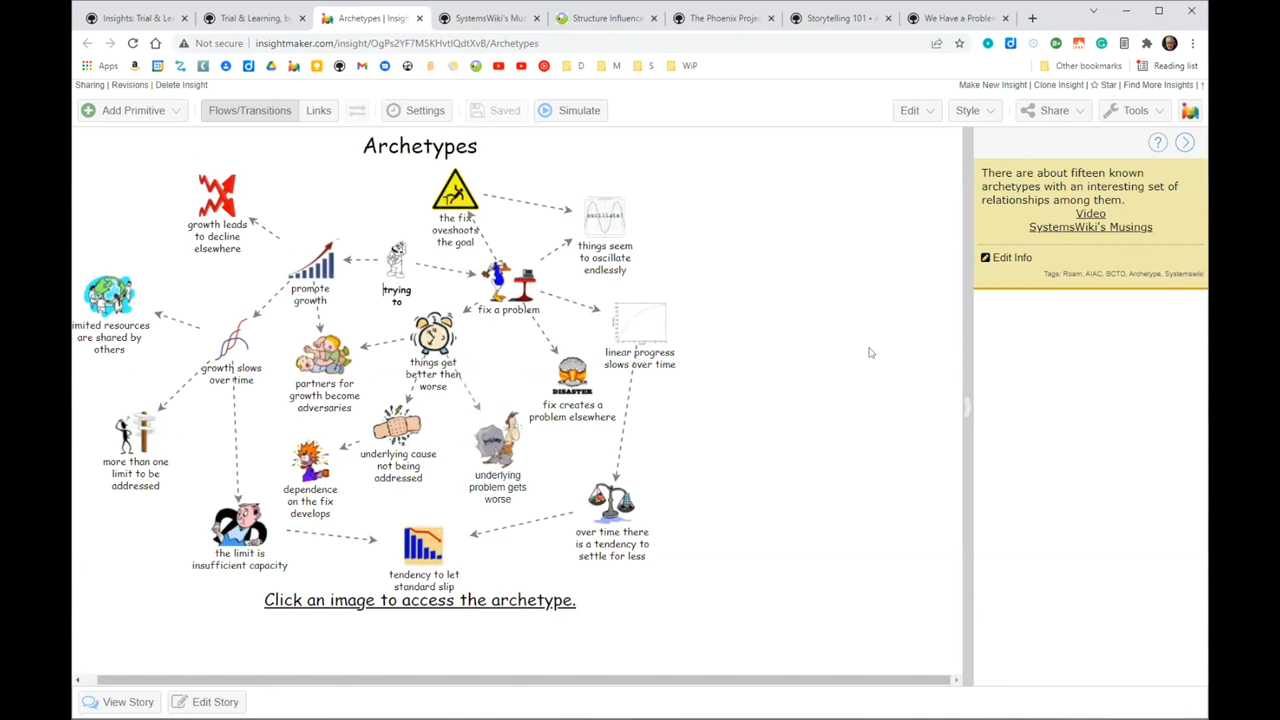 Insights: Trial & Le
Trial & Learning, b
Archetypes | Insigh
SystemsWiki's Mus
Structure Influence
The Phoenix Proje
Storytelling 101 •
We Have a Proble
Not secure
insightmaker.com/insight/OgPs2YF7M5KHvtIQdtXvB/Archetypes
Apps
D
M
S
WiP
Other bookmarks
Reading list
Sharing | Revisions | Delete Insight
Make New Insight | Clone Insight | Star | Find More Insights |
Add Primitive
Flows/Transitions
Links
Settings
Saved
Simulate
Edit
Style
Share
Tools
Archetypes
growth leads
to decline
elsewhere
the fix
oveshoots
the goal
oscillate!
things seem
to oscillate
endlessly
promote
growth
trying
to
fix a problem
imited resources
are shared by
others
growth slows
over time
partners for
growth become
adversaries
things get
better then
worse
linear progress
slows over time
DISASTER
fix creates a
problem elsewhere
more than one
limit to be
addressed
dependence
on the fix
develops
underlying cause
not being
addressed
underlying
problem gets
worse
the limit is
insufficient capacity
tendency to let
standard slip
over time there
is a tendency to
settle for less
Click an image to access the archetype.
There are about fifteen known
archetypes with an interesting set of
relationships among them.
Video
SystemsWiki's Musings
Edit Info
Tags: Roam, AIAC, BCTD, Archetype, Systemswiki
View Story
Edit Story